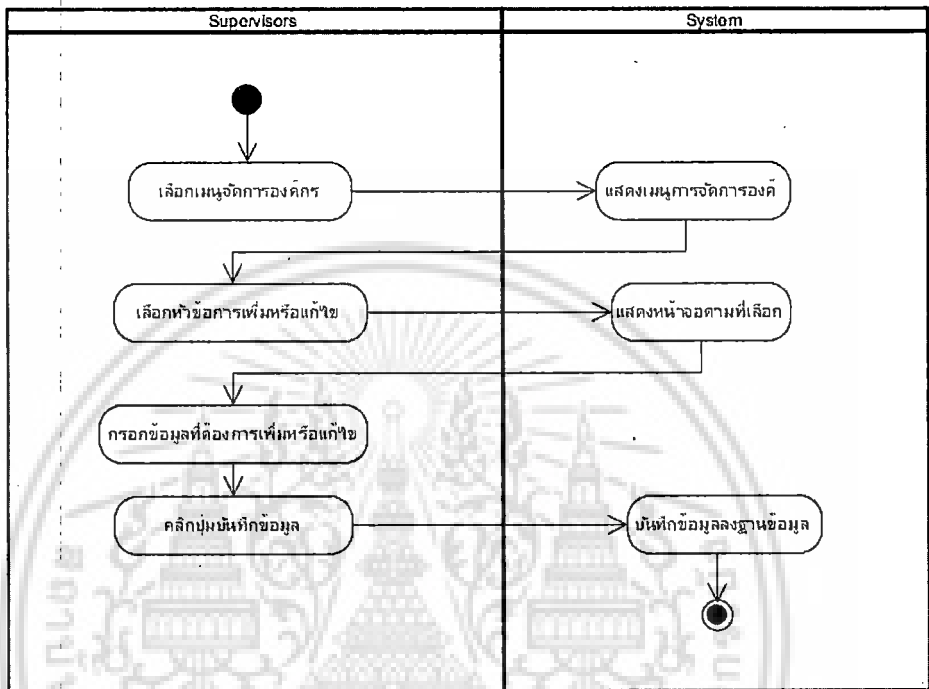 Supervisors
System
เลือกเมนูจัดการองค์กร
แสดงเมนูการจัดการองค์
เลือกหัวข้อการเพิ่มหรือแก้ไข
แสดงหน้าจอตามที่เลือก
กรอกข้อมูลที่ต้องการเพิ่มหรือแก้ไข
คลิกปุ่มบันทึกข้อมูล
บันทึกข้อมูลลงฐานข้อมูล